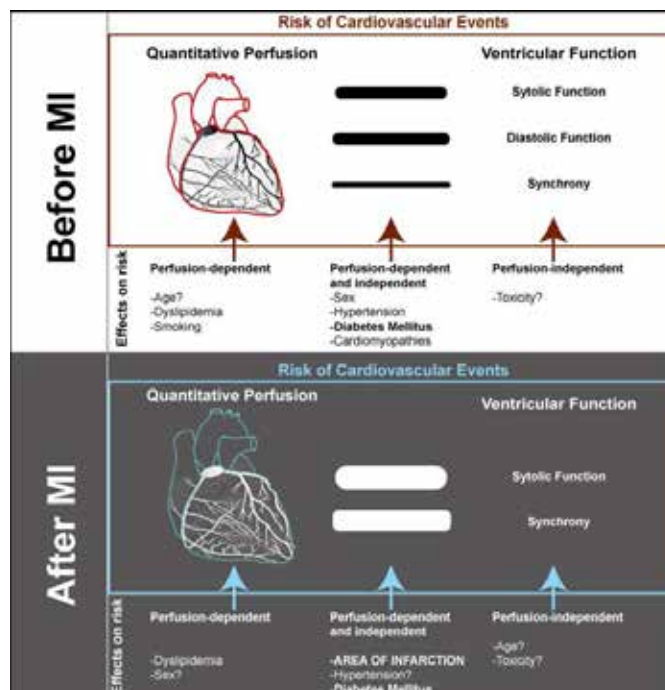 Risk of Cardiovascular Events
Before MI
Quantitative Perfusion
Ventricular Function
Sytolic Function
Diastolic Function
Synchrony
Effects on risk
Perfusion-dependent
-Age?
-Dyslipidemia
-Smoking
Perfusion-dependent
and independent
-Sex
-Hypertension
-Diabetes Mellitus
-Cardiomyopathies
Perfusion-independent
-Toxicity?
Risk of Cardiovascular Events
After MI
Quantitative Perfusion
Ventricular Function
Sytolic Function
Synchrony
Effects on risk
Perfusion-dependent
-Dyslipidemia
-Sex?
Perfusion-dependent
and independent
-AREA OF INFARCTION
-Hypertension?
-Diabetes Mellitus
Perfusion-independent
-Age?
-Toxicity?